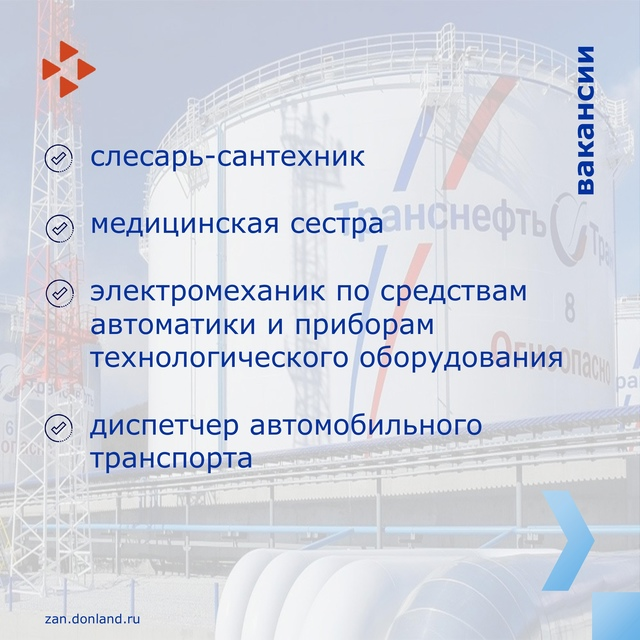 вакансии
слесарь-сантехник
медицинская сестра
электромеханик по средствам
автоматики и приборам
технологического оборудования
диспетчер автомобильного
транспорта
Транснефть
8
Огнеопасно
zan.donland.ru